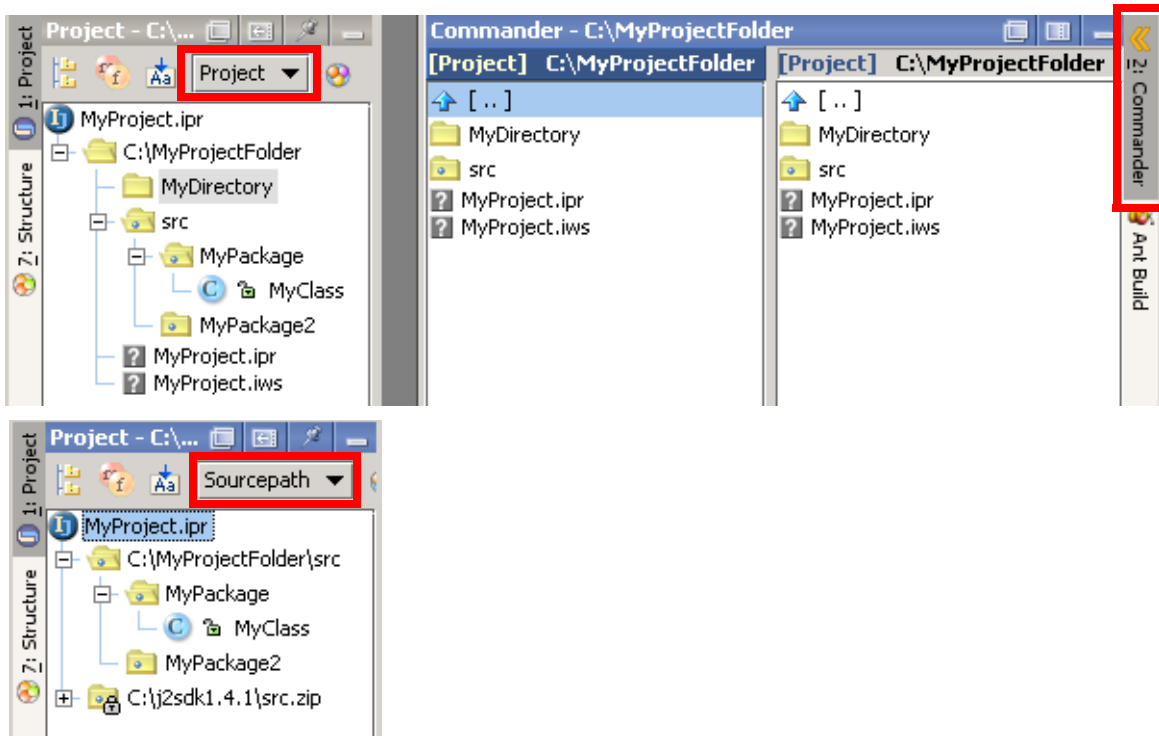 1: Project
7: Structure
Project - C:\...
Project
MyProject.ipr
C:\MyProjectFolder
MyDirectory
src
MyPackage
C MyClass
MyPackage2
? MyProject.ipr
? MyProject.iws
Commander - C:\MyProjectFolder
[Project] C:\MyProjectFolder
[..]
MyDirectory
src
? MyProject.ipr
? MyProject.iws
[Project] C:\MyProjectFolder
[..]
MyDirectory
src
? MyProject.ipr
? MyProject.iws
2: Commander
Ant Build
1: Project
7: Structure
Project - C:\...
Sourcepath
MyProject.ipr
C:\MyProjectFolder\src
MyPackage
C MyClass
MyPackage2
C:\j2sdk1.4.1\src.zip